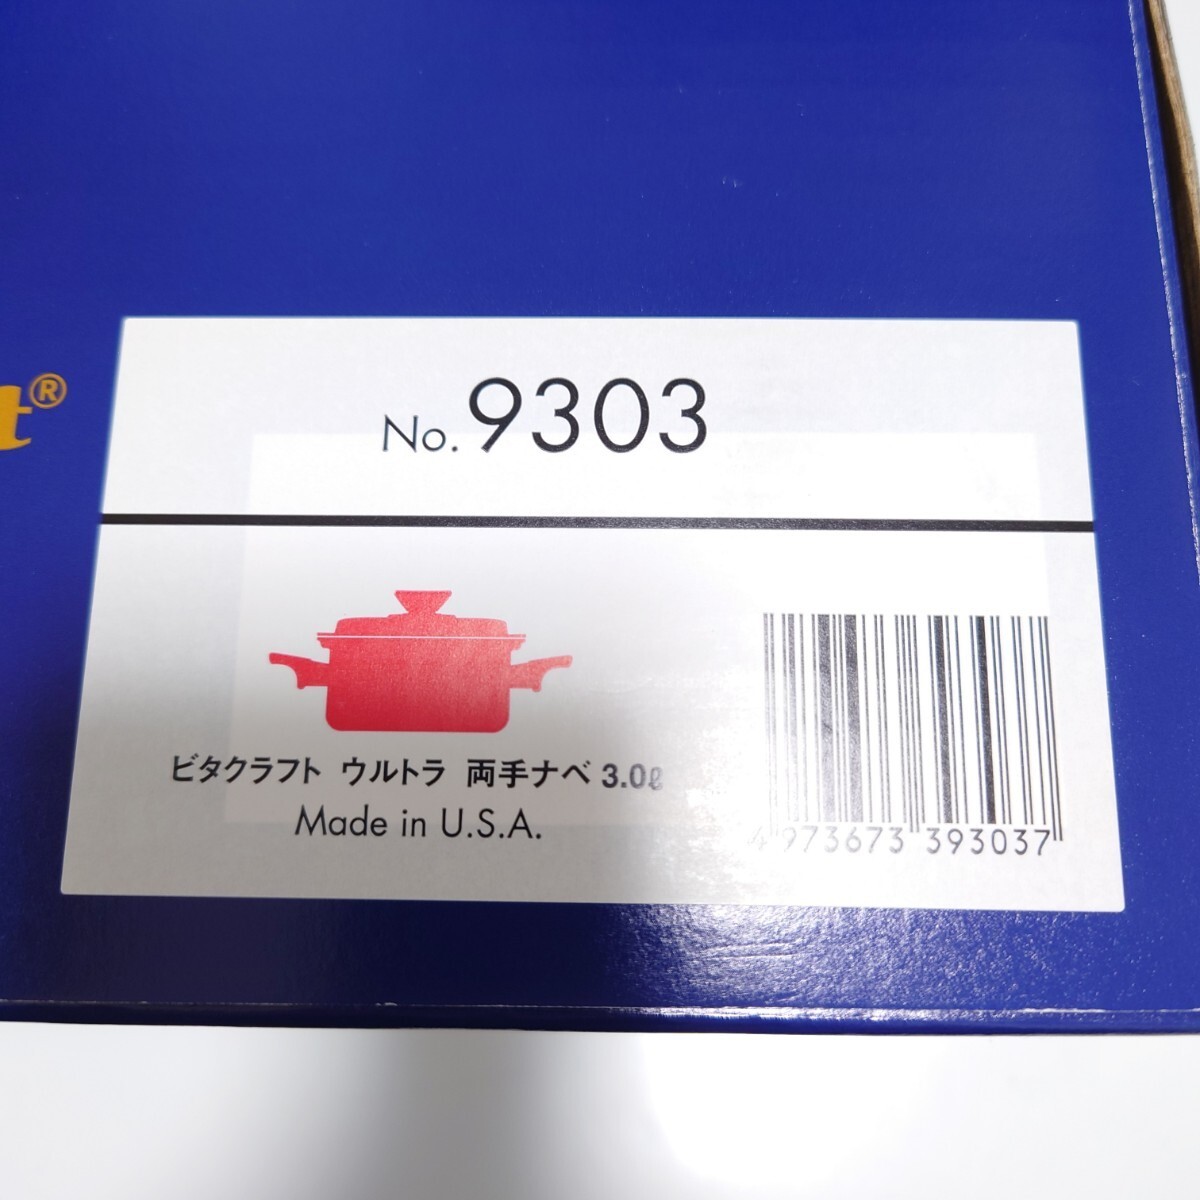 t®
No. 9303
ビタクラフト ウルトラ 両手ナベ 3.0ℓ
Made in U.S.A.
4 973673 393037